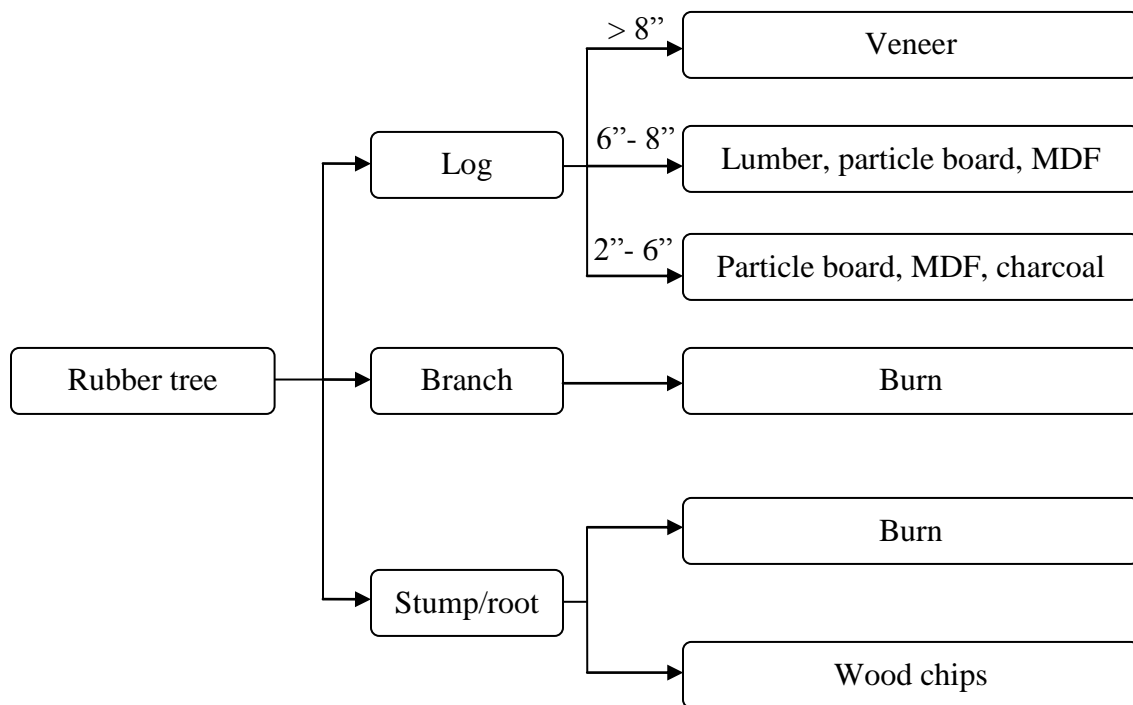 > 8”
Veneer
6”- 8”
Log
Lumber, particle board, MDF
2”- 6”
Particle board, MDF, charcoal
Rubber tree
Branch
Burn
Burn
Stump/root
Wood chips